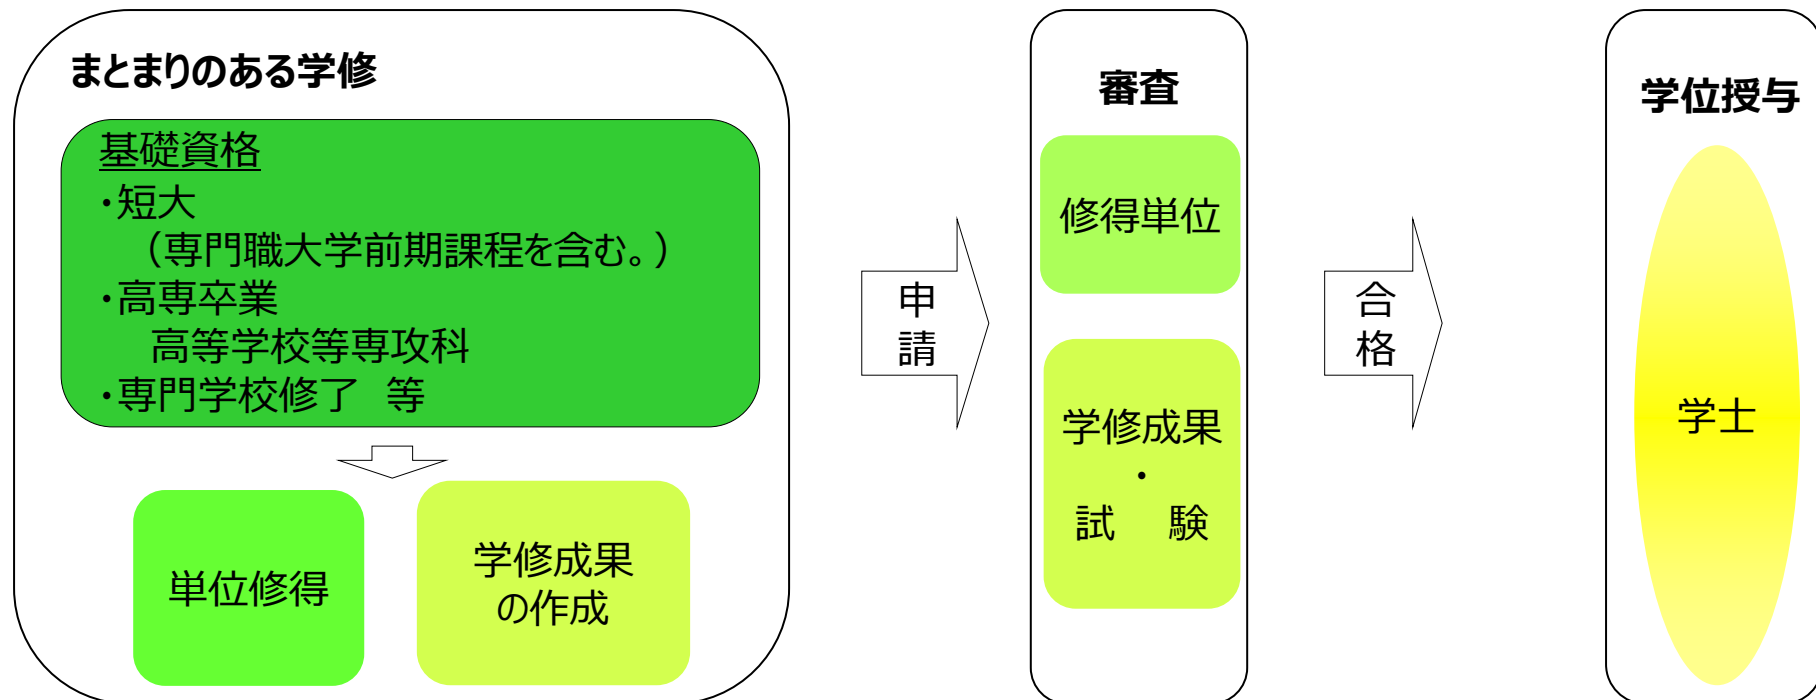 まとまりのある学修
基礎資格
・短大
（専門職大学前期課程を含む。）
・高専卒業
高等学校等専攻科
・専門学校修了　等
単位修得
学修成果
の作成
申
請
審査
修得単位
学修成果
・
試　験
合
格
学位授与
学士